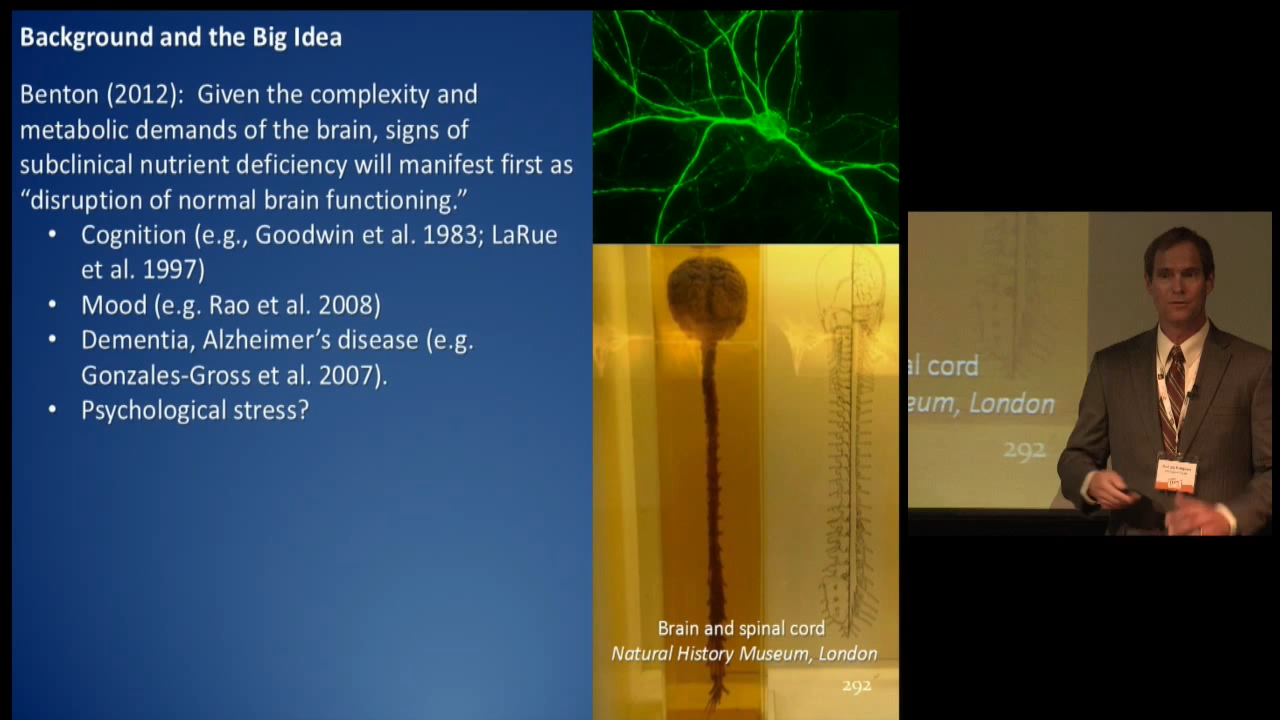 Background and the Big Idea
Benton (2012): Given the complexity and
metabolic demands of the brain, signs of
subclinical nutrient deficiency will manifest first as
“disruption of normal brain functioning.”
• Cognition (e.g., Goodwin et al. 1983; LaRue
et al. 1997)
• Mood (e.g. Rao et al. 2008)
• Dementia, Alzheimer’s disease (e.g.
Gonzales-Gross et al. 2007).
• Psychological stress?
Brain and spinal cord
Natural History Museum, London
292
al cord
eum, London
292